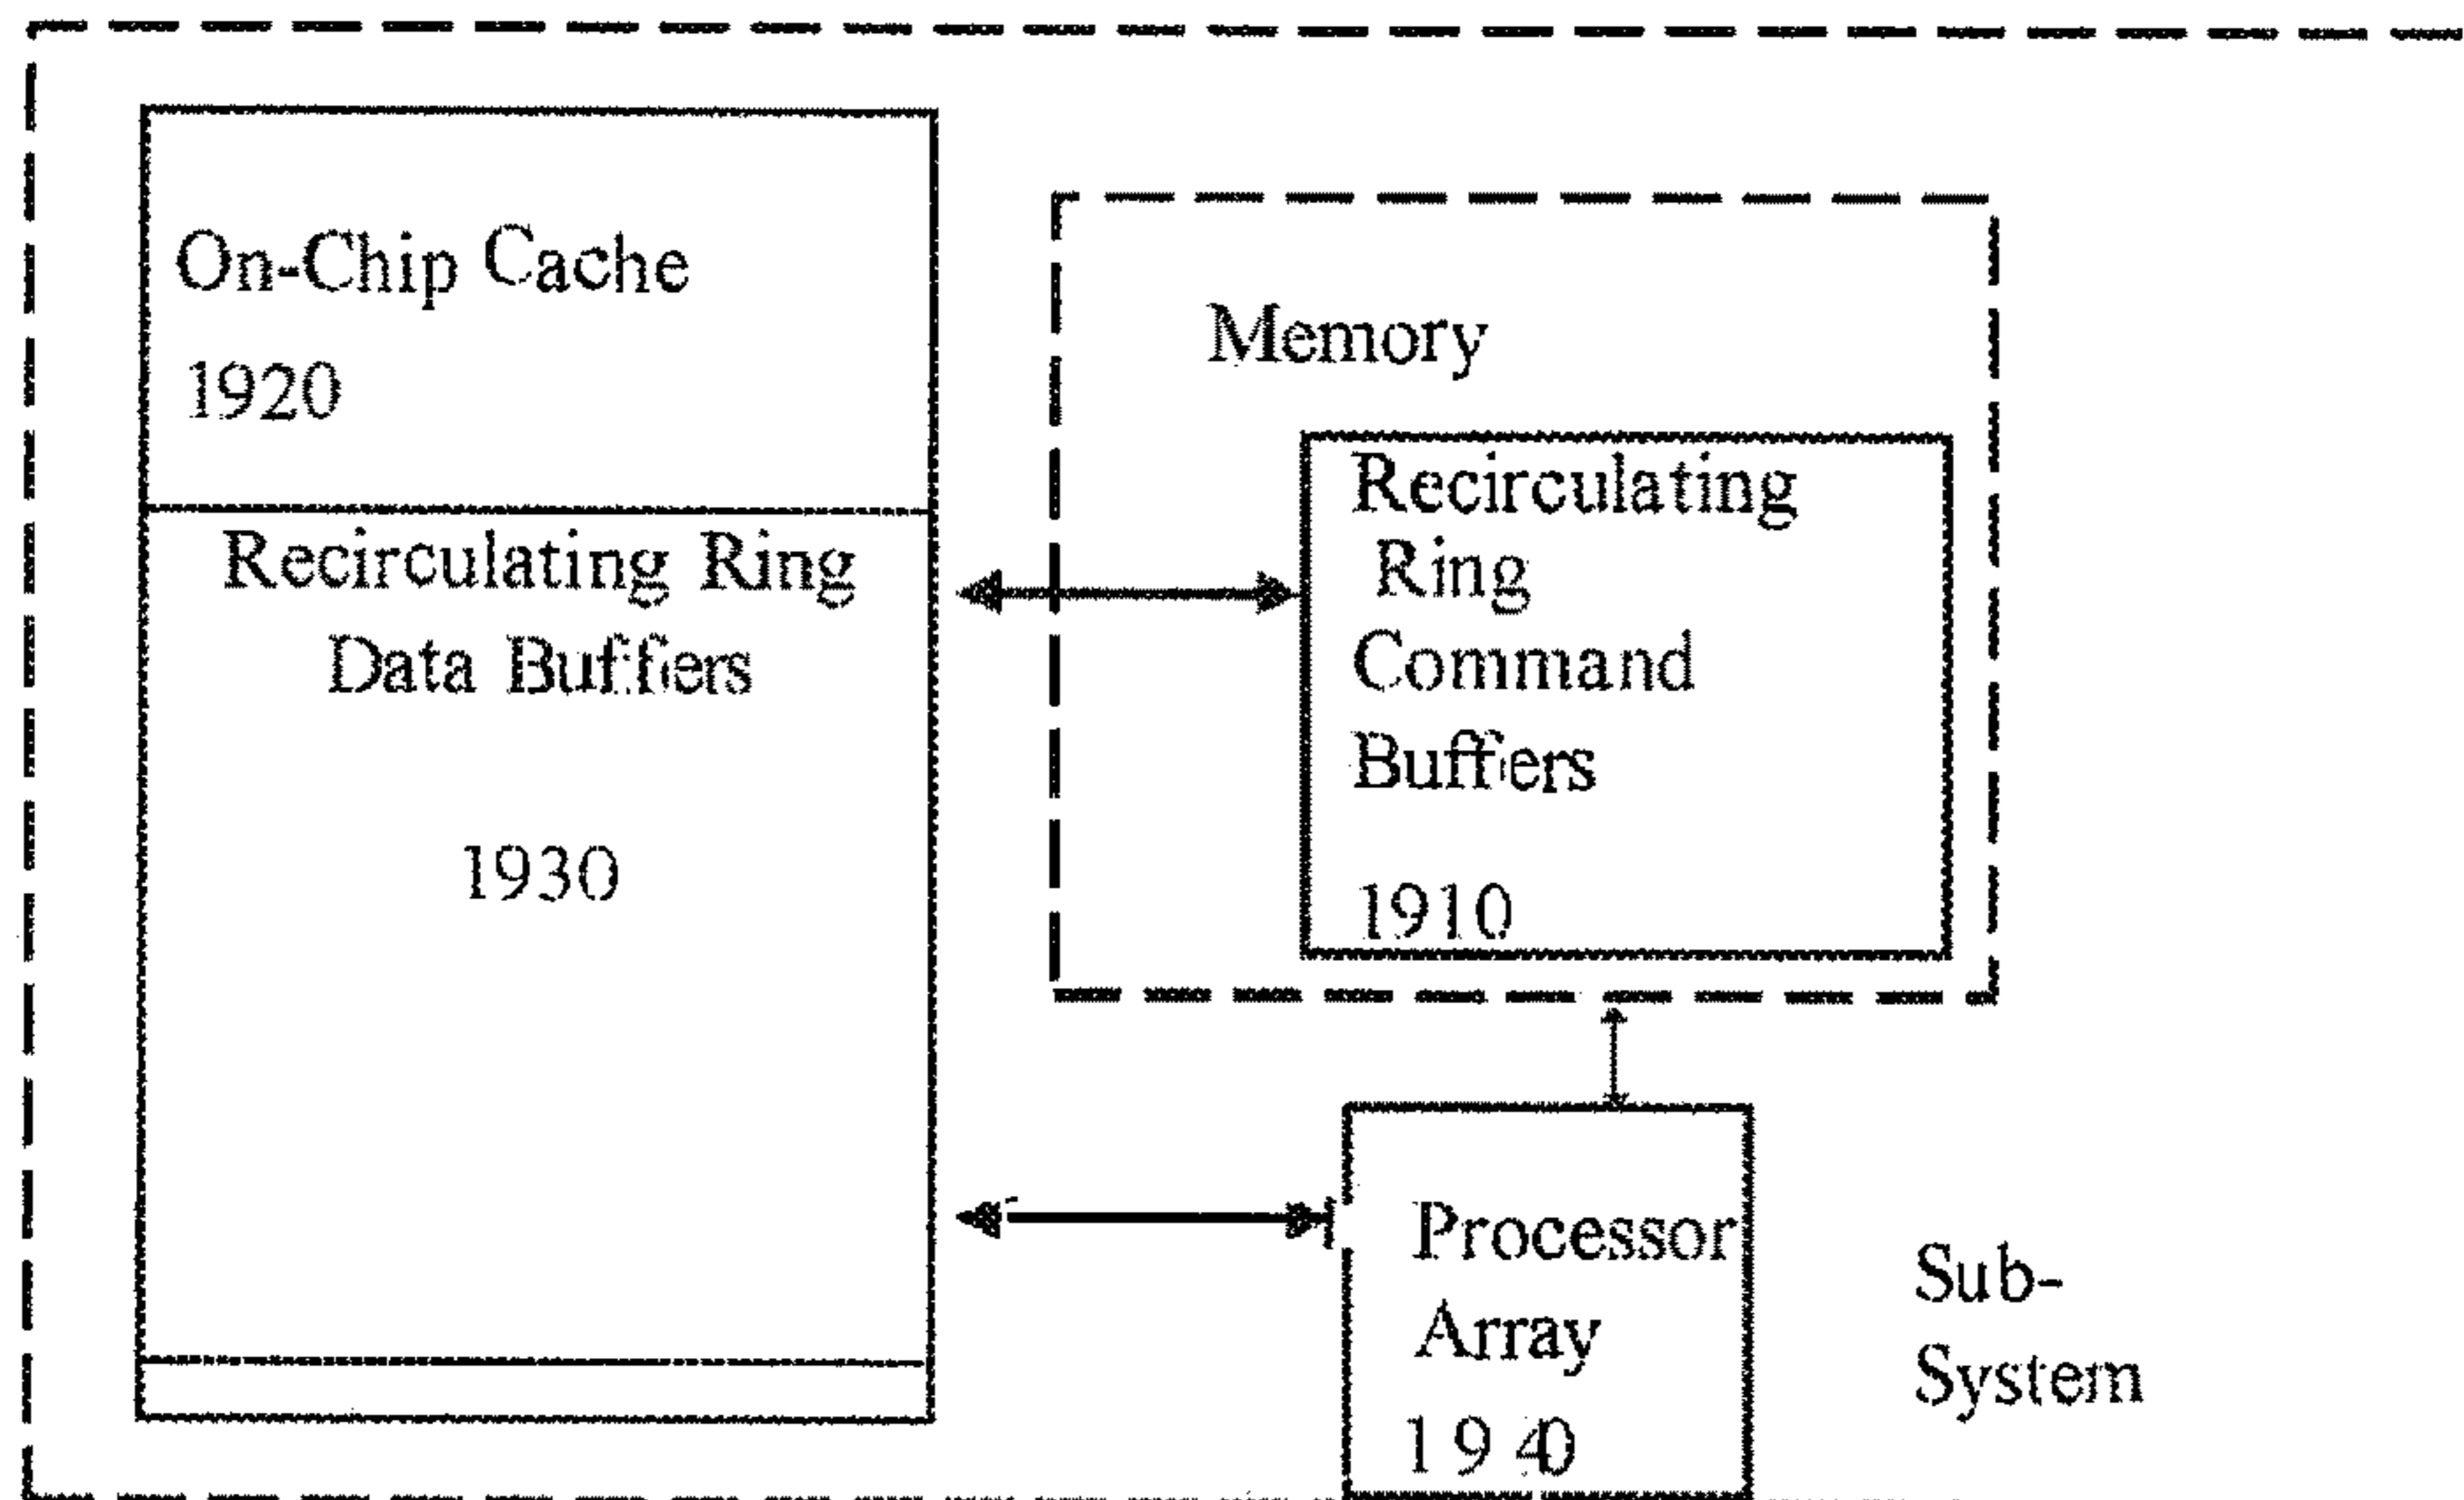 On-Chip Cache
1920
Recirculating Ring
Data Buffers
1930
Memory
Recirculating
Ring
Command
Buffers
1910
Processor
Array
1940
Sub-
System